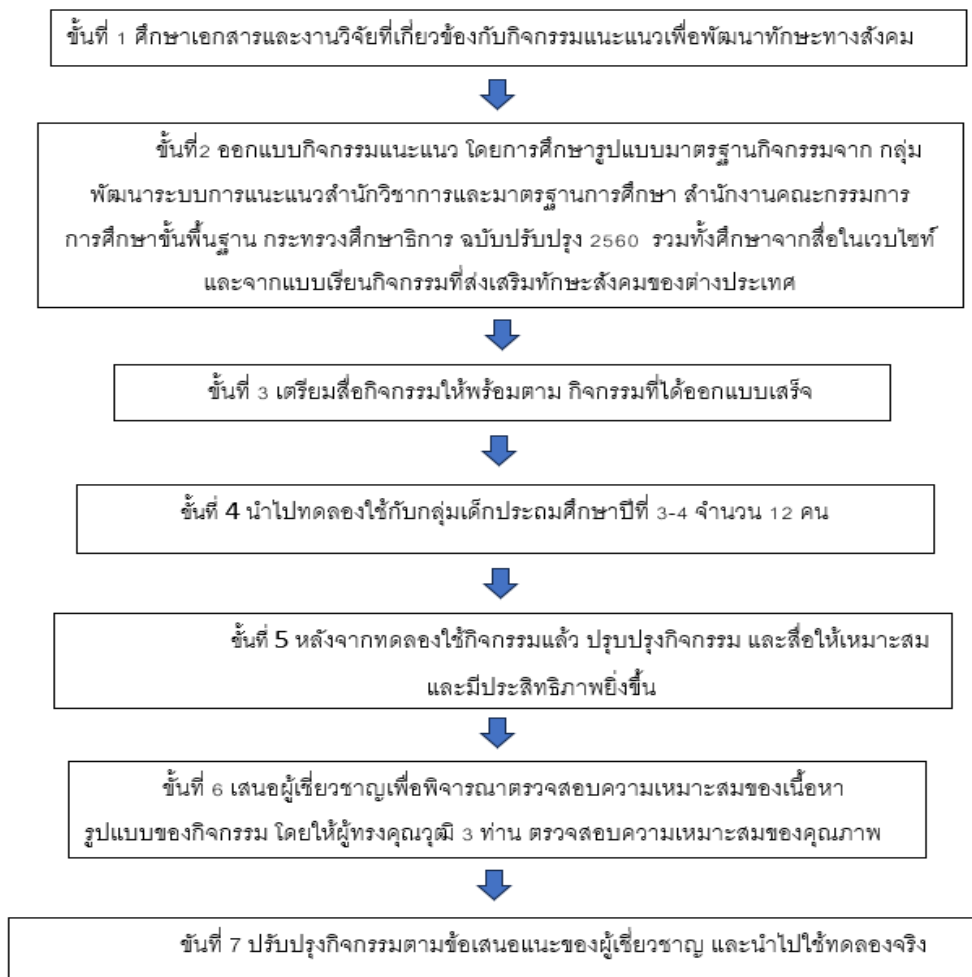 ขั้นที่ 1 ศึกษาเอกสารและงานวิจัยที่เกี่ยวข้องกับกิจกรรมแนะแนวเพื่อพัฒนาทักษะทางสังคม
ขั้นที่2 ออกแบบกิจกรรมแนะแนว โดยการศึกษารูปแบบมาตรฐานกิจกรรมจาก กลุ่ม
พัฒนาระบบการแนะแนวสำนักวิชาการและมาตรฐานการศึกษา สำนักงานคณะกรรมการ
การศึกษาขั้นพื้นฐาน กระทรวงศึกษาธิการ ฉบับปรับปรุง 2560 รวมทั้งศึกษาจากสื่อในเวบไซท์
และจากแบบเรียนกิจกรรมที่ส่งเสริมทักษะสังคมของต่างประเทศ
ขั้นที่ 3 เตรียมสื่อกิจกรรมให้พร้อมตาม กิจกรรมที่ได้ออกแบบเสร็จ
ขั้นที่ 4 นำไปทดลองใช้กับกลุ่มเด็กประถมศึกษาปีที่ 3-4 จำนวน 12 คน
ขั้นที่ 5 หลังจากทดลองใช้กิจกรรมแล้ว ปรุบปรุงกิจกรรม และสื่อให้เหมาะสม
และมีประสิทธิภาพยิ่งขึ้น
ขั้นที่ 6 เสนอผู้เชี่ยวชาญเพื่อพิจารณาตรวจสอบความเหมาะสมของเนื้อหา
รูปแบบของกิจกรรม โดยให้ผู้ทรงคุณวุฒิ 3 ท่าน ตรวจสอบความเหมาะสมของคุณภาพ
ขันที่ 7 ปรับปรุงกิจกรรมตามข้อเสนอแนะของผู้เชี่ยวชาญ และนำไปใช้ทดลองจริง